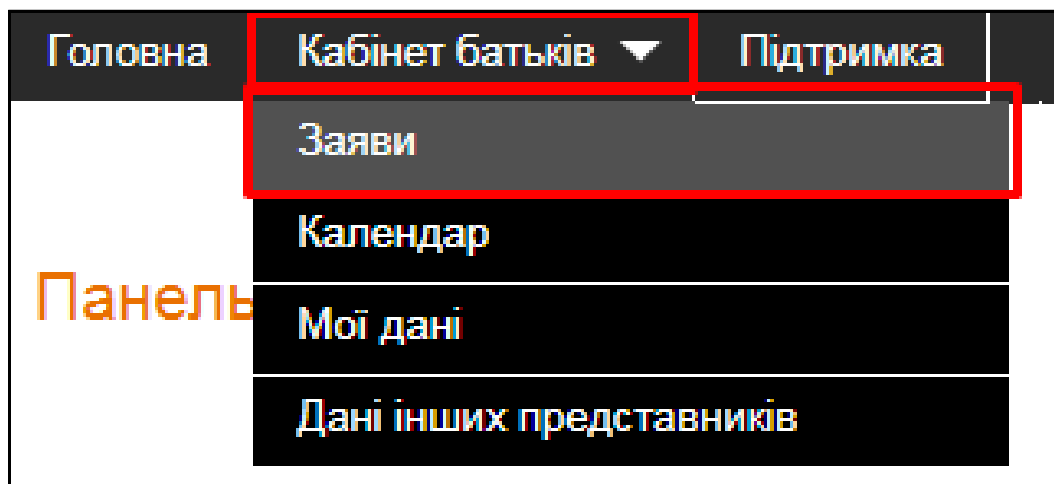 Головна Кабінет батьків Підтримка
Заяви
Календар
Панель
Мої дані
Дані інших представників